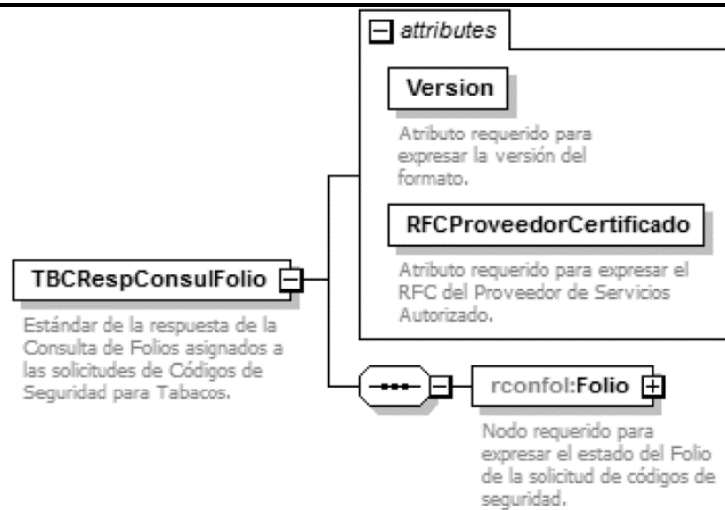 attributes
Version
Atributo requerido para
expresar la versión del
formato.
RFCProveedorCertificado
Atributo requerido para expresar el
RFC del Proveedor de Servicios
Autorizado.
TBCRespConsulFolio
Estándar de la respuesta de la
Consulta de Folios asignados a
las solicitudes de Códigos de
Seguridad para Tabacos.
rconfol:Folio
Nodo requerido para
expresar el estado del Folio
de la solicitud de códigos de
seguridad.